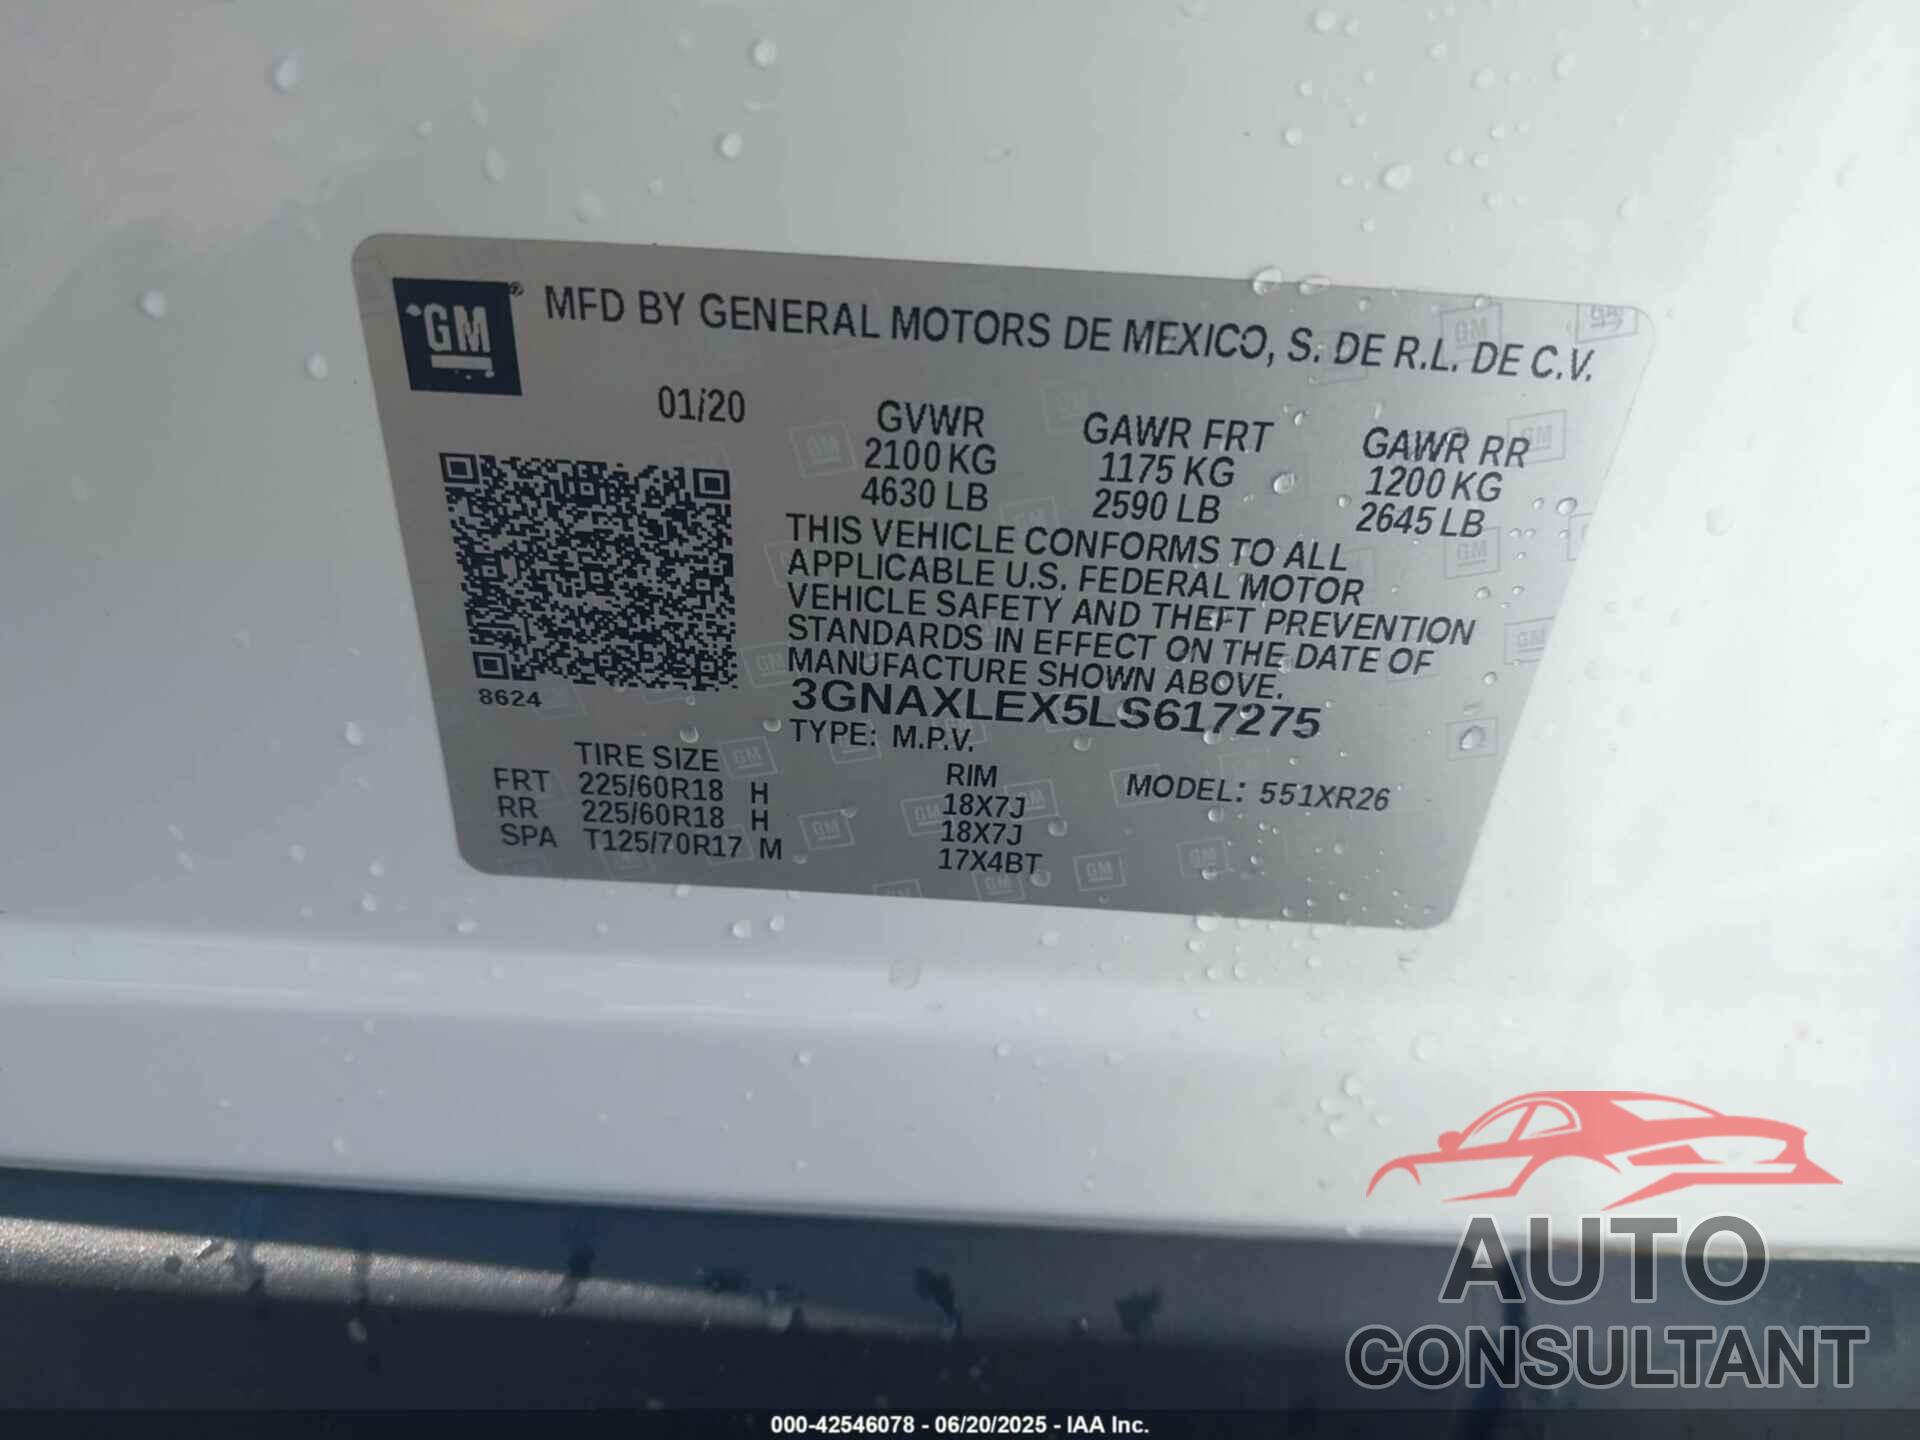 GM® MFD BY GENERAL MOTORS DE MEXICO, S. DE R.L. DE C.V.
01/20 GVWR GAWR FRT GAWR RR
2100 KG 1175 KG 1200 KG
4630 LB 2590 LB 2645 LB
THIS VEHICLE CONFORMS TO ALL
APPLICABLE U.S. FEDERAL MOTOR
VEHICLE SAFETY AND THEFT PREVENTION
STANDARDS IN EFFECT ON THE DATE OF
MANUFACTURE SHOWN ABOVE.
8624 3GNAXLEX5LS617275
TYPE: M.P.V.
TIRE SIZE RIM MODEL: 551XR26
FRT 225/60R18 H 18X7J
RR 225/60R18 H 18X7J
SPA T125/70R17 M 17X4BT
AUTO
CONSULTANT
000-42546078 - 06/20/2025 - IAA Inc.